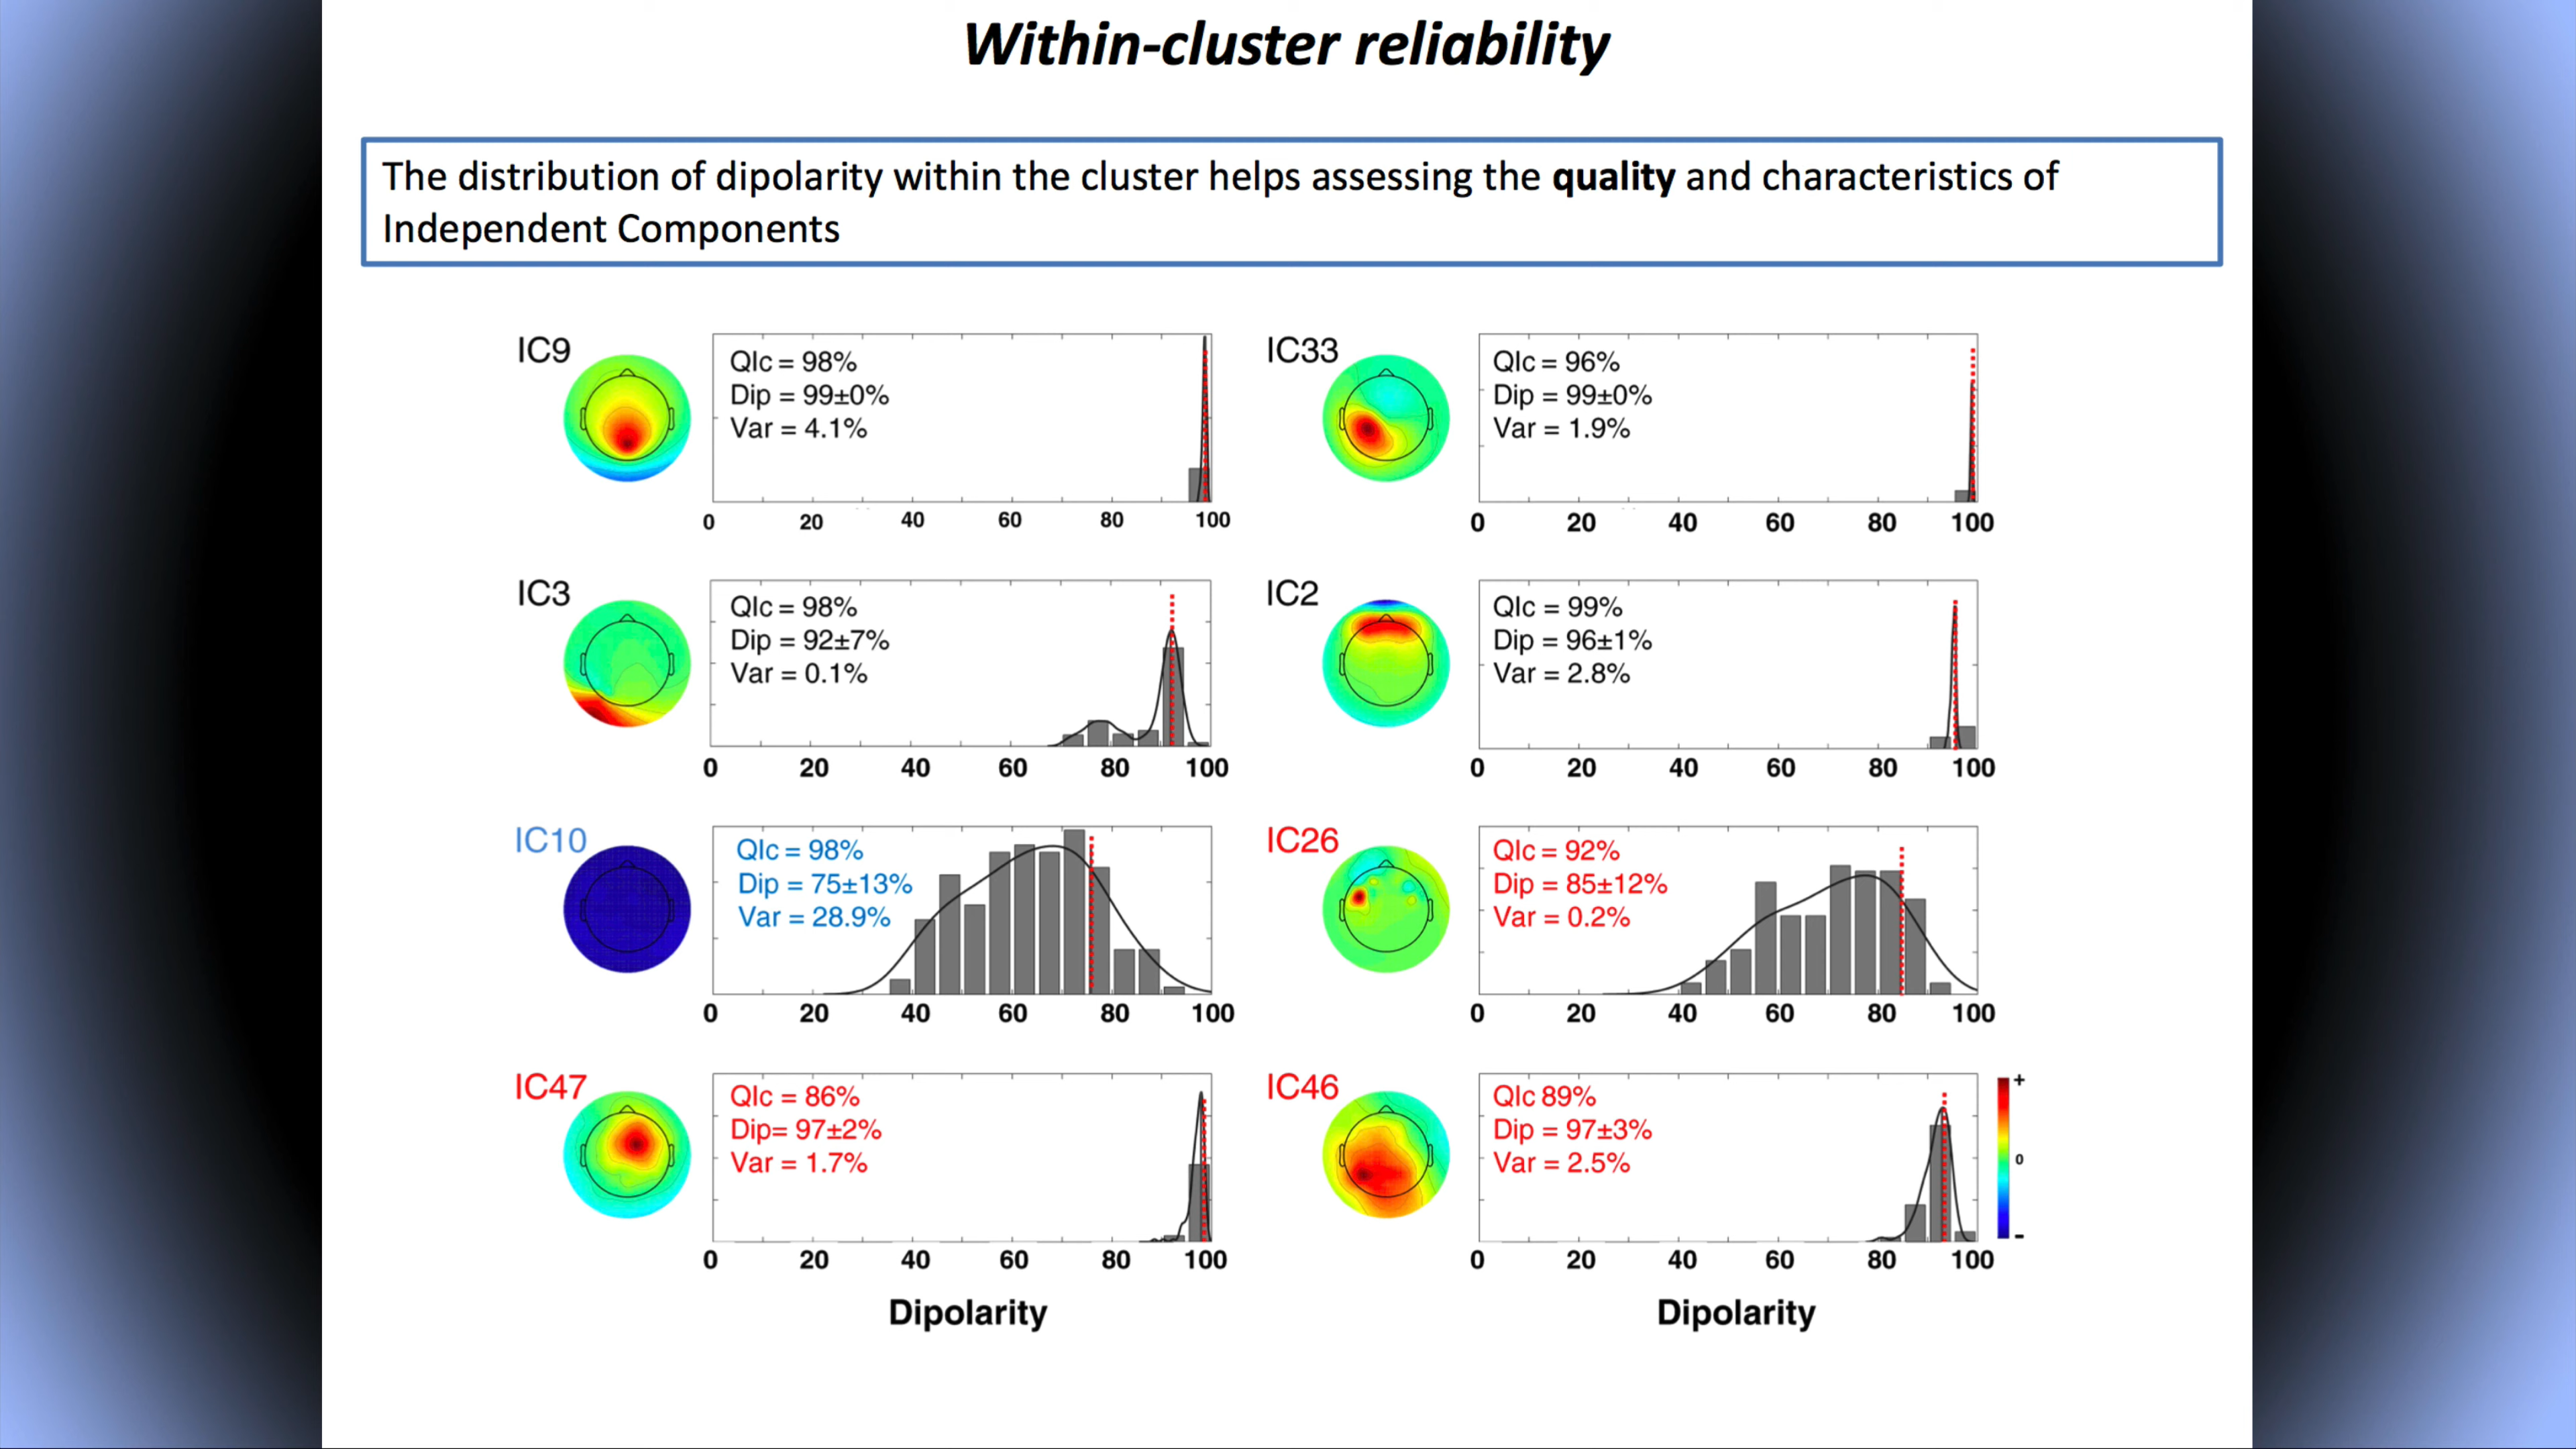 Within-cluster reliability
The distribution of dipolarity within the cluster helps assessing the quality and characteristics of
Independent Components
IC9
QIc = 98%
Dip = 99±0%
Var = 4.1%
0 20 40 60 80 100
IC33
QIc = 96%
Dip = 99±0%
Var = 1.9%
0 20 40 60 80 100
IC3
QIc = 98%
Dip = 92±7%
Var = 0.1%
0 20 40 60 80 100
IC2
QIc = 99%
Dip = 96±1%
Var = 2.8%
0 20 40 60 80 100
IC10
QIc = 98%
Dip = 75±13%
Var = 28.9%
0 20 40 60 80 100
IC26
QIc = 92%
Dip = 85±12%
Var = 0.2%
0 20 40 60 80 100
IC47
QIc = 86%
Dip= 97±2%
Var = 1.7%
0 20 40 60 80 100
Dipolarity
IC46
QIc 89%
Dip = 97±3%
Var = 2.5%
0 20 40 60 80 100
Dipolarity
+
0
-